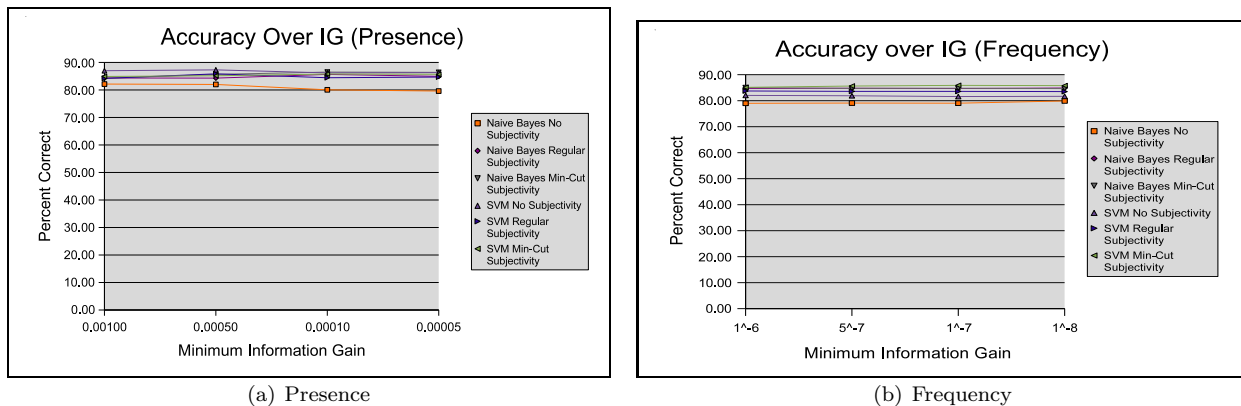 Accuracy Over IG (Presence)
Percent Correct
90.00
80.00
70.00
60.00
50.00
40.00
30.00
20.00
10.00
0.00
0.00100
0.00050
0.00010
0.00005
Minimum Information Gain
Naive Bayes No
Subjectivity
Naive Bayes Regular
Subjectivity
Naive Bayes Min-Cut
Subjectivity
SVM No Subjectivity
SVM Regular
Subjectivity
SVM Min-Cut
Subjectivity
(a) Presence
Accuracy over IG (Frequency)
Percent Correct
90.00
80.00
70.00
60.00
50.00
40.00
30.00
20.00
10.00
0.00
1^-6
5^-7
1^-7
1^-8
Minimum Information Gain
Naive Bayes No
Subjectivity
Naive Bayes Regular
Subjectivity
Naive Bayes Min-Cut
Subjectivity
SVM No Subjectivity
SVM Regular
Subjectivity
SVM Min-Cut
Subjectivity
(b) Frequency